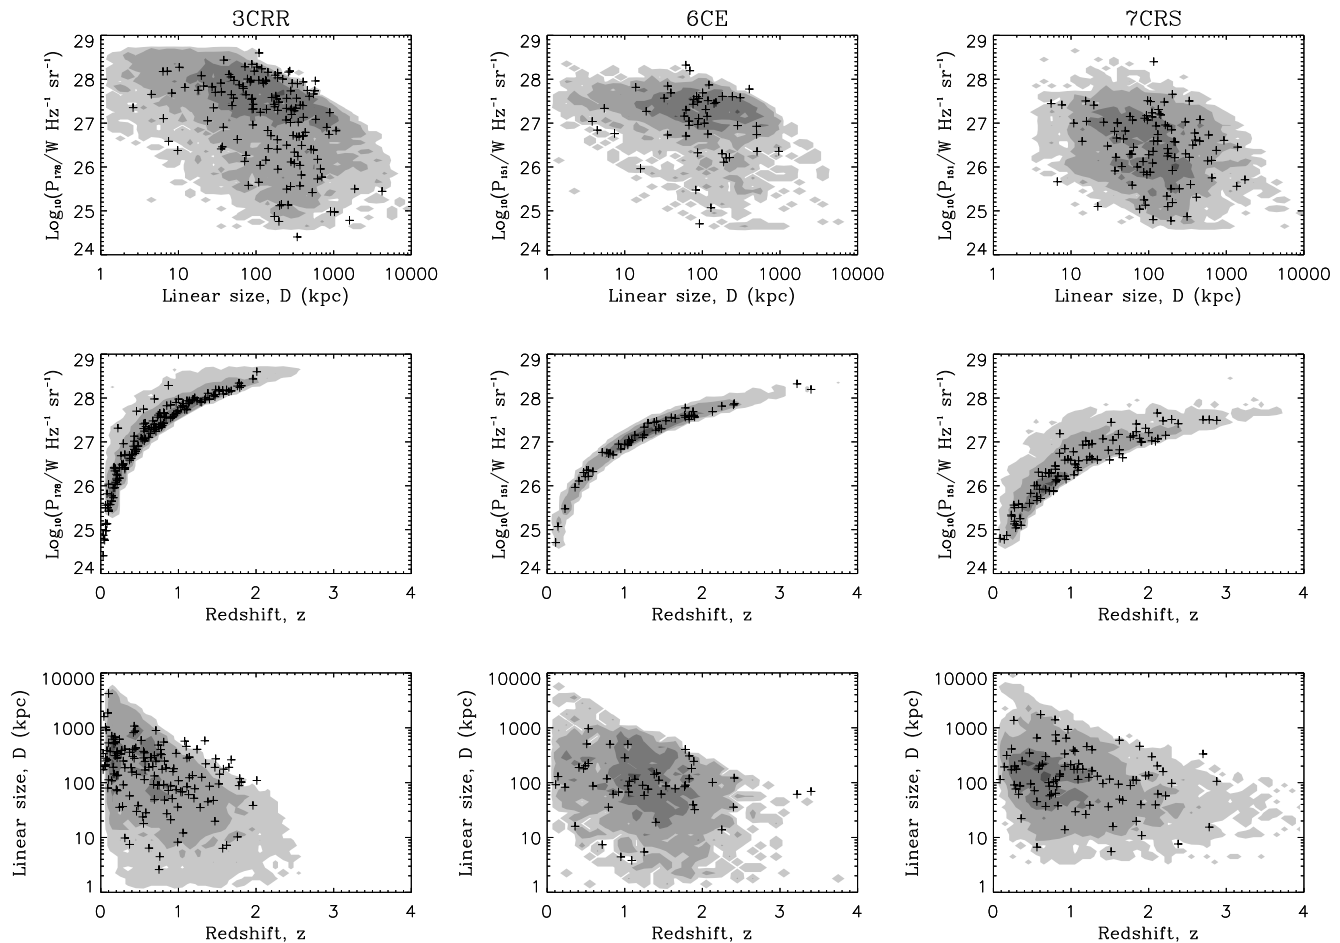 3CRR 6CE 7CRS
29 29 29
28 28 28
27 27 27
26 26 26
25 25 25
24 24 24
Log₁₀(P₁₇₈/W Hz⁻¹ sr⁻¹) Log₁₀(P₁₅₁/W Hz⁻¹ sr⁻¹) Log₁₀(P₁₅₁/W Hz⁻¹ sr⁻¹)
1 10 100 1000 10000 1 10 100 1000 10000 1 10 100 1000 10000
Linear size, D (kpc) Linear size, D (kpc) Linear size, D (kpc)
29 29 29
28 28 28
27 27 27
26 26 26
25 25 25
24 24 24
Log₁₀(P₁₇₈/W Hz⁻¹ sr⁻¹) Log₁₀(P₁₅₁/W Hz⁻¹ sr⁻¹) Log₁₀(P₁₅₁/W Hz⁻¹ sr⁻¹)
0 1 2 3 4 0 1 2 3 4 0 1 2 3 4
Redshift, z Redshift, z Redshift, z
10000 10000 10000
1000 1000 1000
100 100 100
10 10 10
1 1 1
Linear size, D (kpc) Linear size, D (kpc) Linear size, D (kpc)
0 1 2 3 4 0 1 2 3 4 0 1 2 3 4
Redshift, z Redshift, z Redshift, z